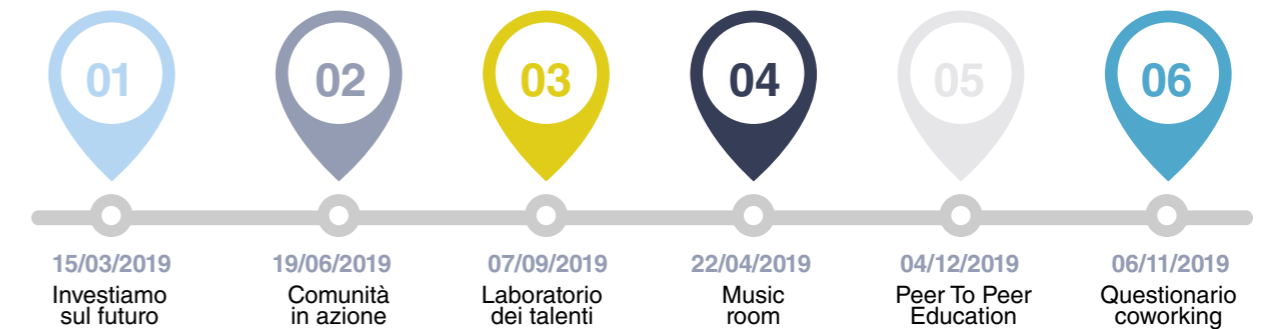 01 02 03 04 05 06
15/03/2019 19/06/2019 07/09/2019 22/04/2019 04/12/2019 06/11/2019
Investiamo Comunità Laboratorio Music Peer To Peer Questionario
sul futuro in azione dei talenti room Education coworking